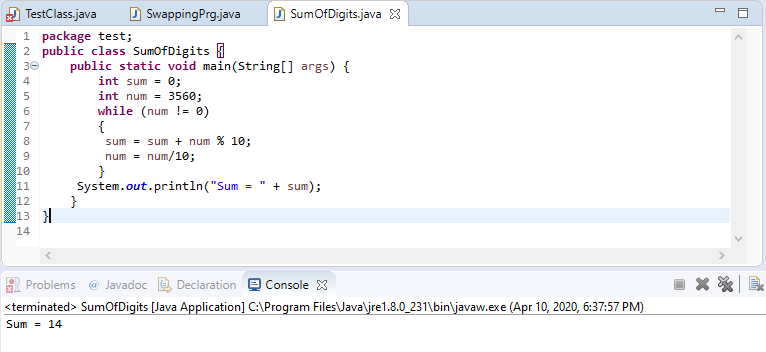 TestClass.java SwappingPrg.java SumOfDigits.java
1 package test;
2 public class SumOfDigits {
3 public static void main(String[] args) {
4 int sum = 0;
5 int num = 3560;
6 while (num != 0)
7 {
8 sum = sum + num % 10;
9 num = num/10;
10 }
11 System.out.println("Sum = " + sum);
12 }
13 }
14
Problems @ Javadoc Declaration Console
<terminated> SumOfDigits [Java Application] C:\Program Files\Java\jre1.8.0_231\bin\javaw.exe (Apr 10, 2020, 6:37:57 PM)
Sum = 14